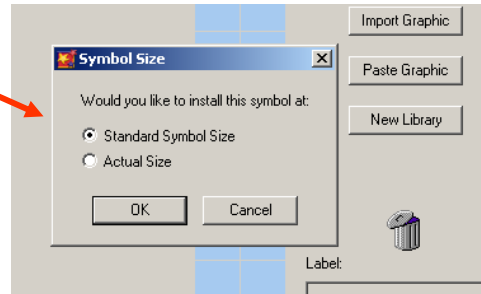 Import Graphic
Symbol Size
Paste Graphic
Would you like to install this symbol at:
New Library
Standard Symbol Size
Actual Size
OK
Cancel
Label: